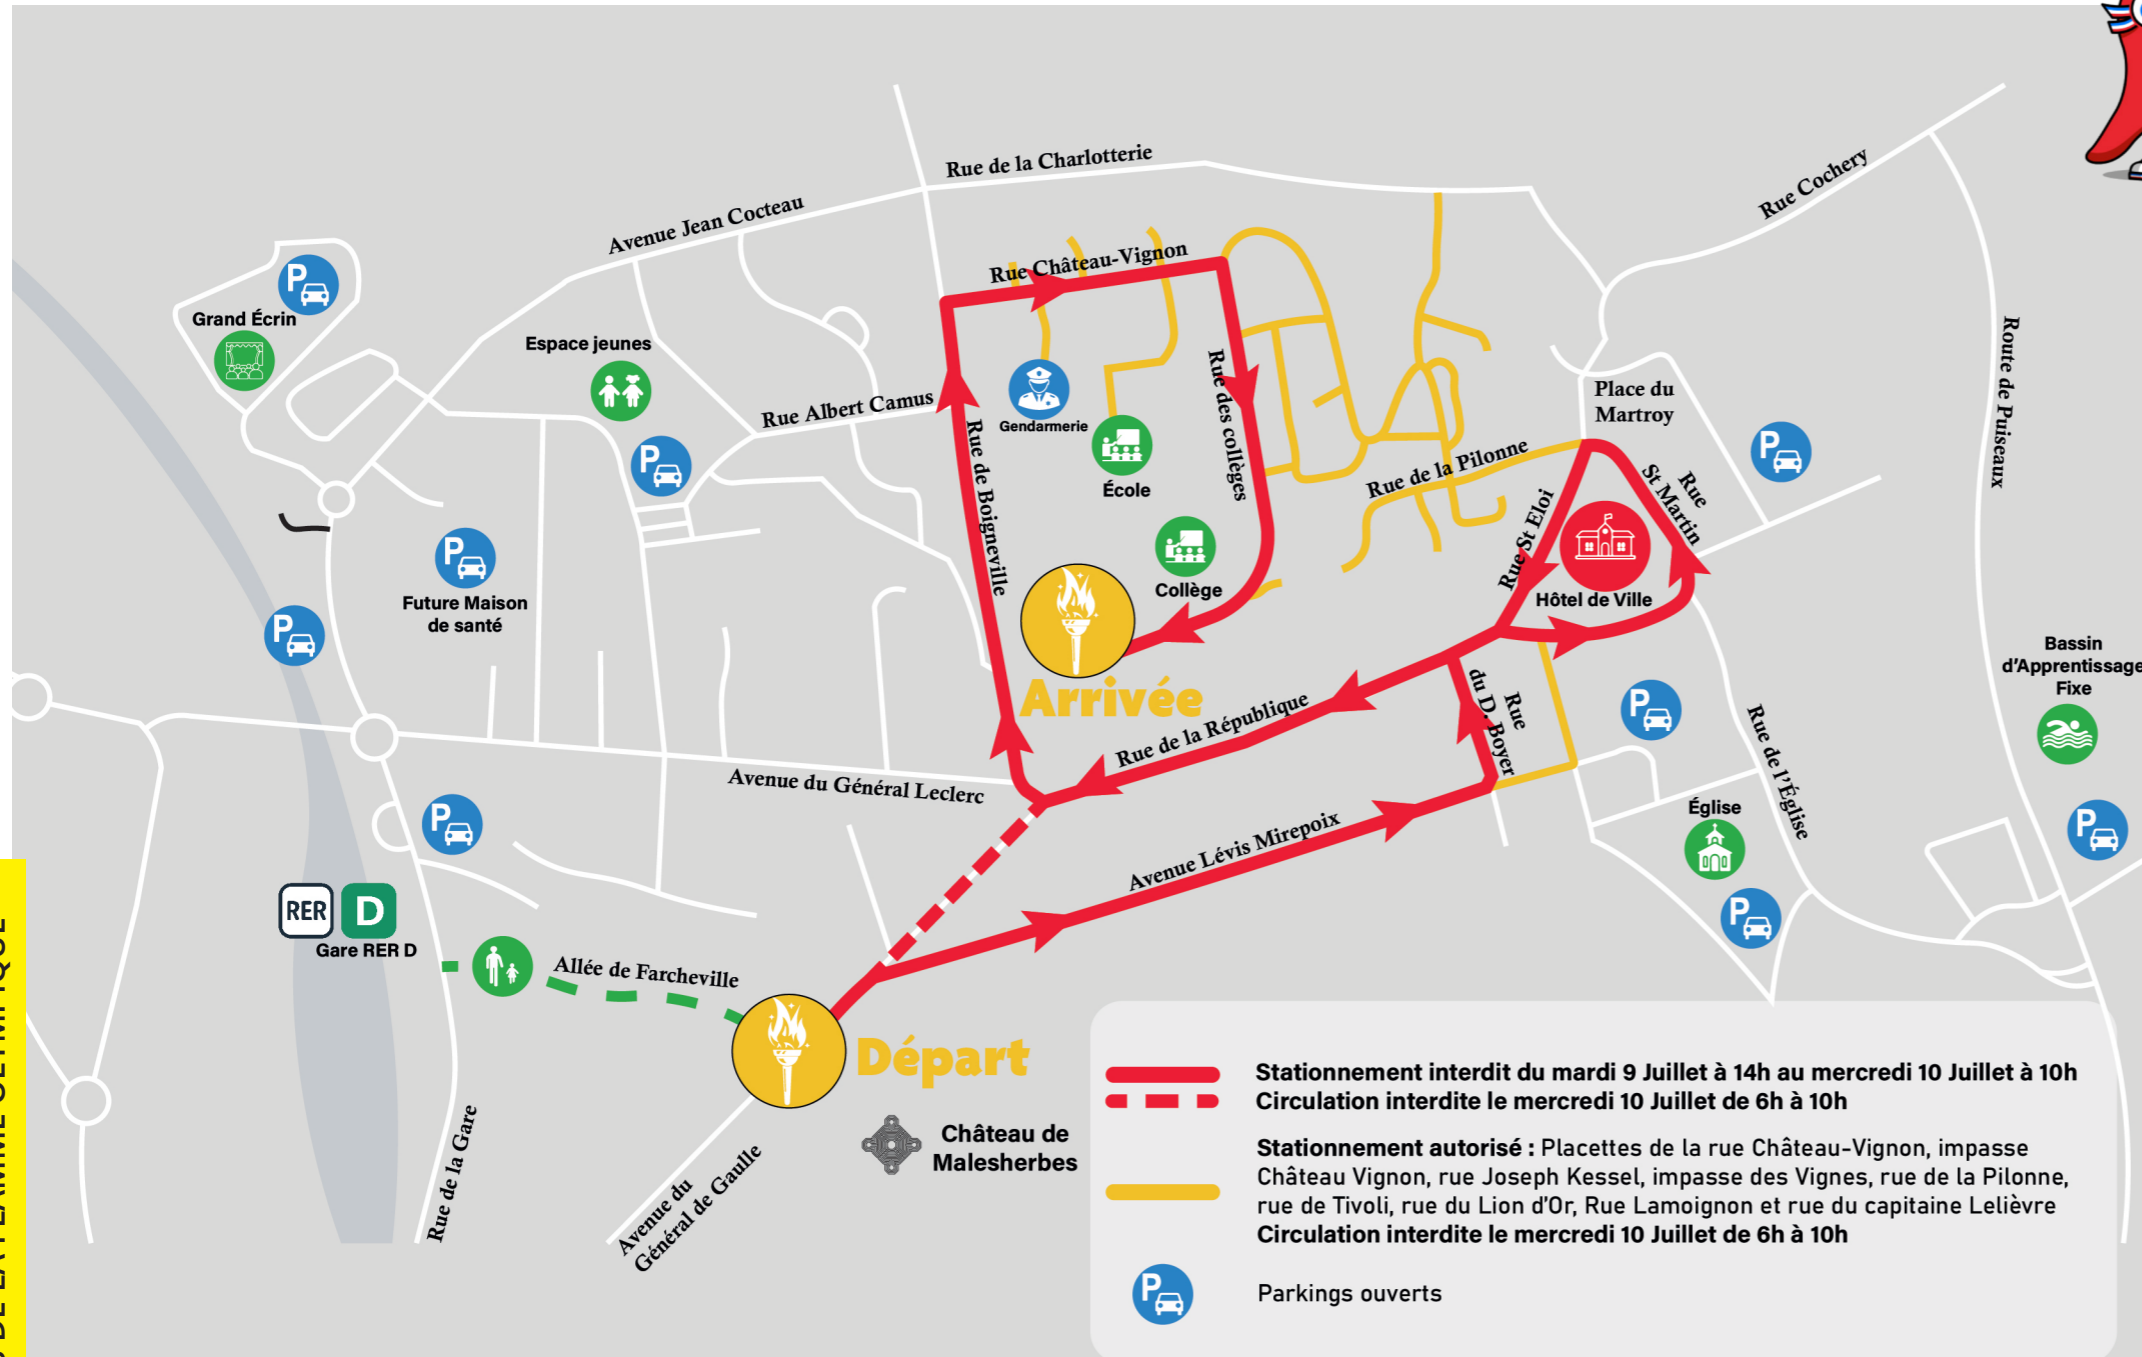 Rue de la Charlotterie
Rue Cochery
Avenue Jean Cocteau
Rue Château-Vignon
P
Grand Écrin
Espace jeunes
Route de Puiseaux
Rue des collèges
Place du
Martroy
Rue Albert Camus
Gendarmerie
Rue de Boigneville
P
École
Rue de la Pilonne
P
Rue
St Martin
Rue St Eloi
P
Future Maison
de santé
Collège
Hôtel de Ville
P
Bassin
d'Apprentissage
Fixe
Arrivée
Rue de la République
Rue
du D. Boyer
P
Rue de l'Église
Avenue du Général Leclerc
Église
P
Avenue Lévis Mirepoix
P
P
RER D
Gare RER D
Allée de Farcheville
Départ
Château de
Malesherbes
Rue de la Gare
Avenue du
Général de Gaulle
Stationnement interdit du mardi 9 Juillet à 14h au mercredi 10 Juillet à 10h
Circulation interdite le mercredi 10 Juillet de 6h à 10h
Stationnement autorisé : Placettes de la rue Château-Vignon, impasse
Château Vignon, rue Joseph Kessel, impasse des Vignes, rue de la Pilonne,
rue de Tivoli, rue du Lion d'Or, Rue Lamoignon et rue du capitaine Lelièvre
Circulation interdite le mercredi 10 Juillet de 6h à 10h
P
Parkings ouverts